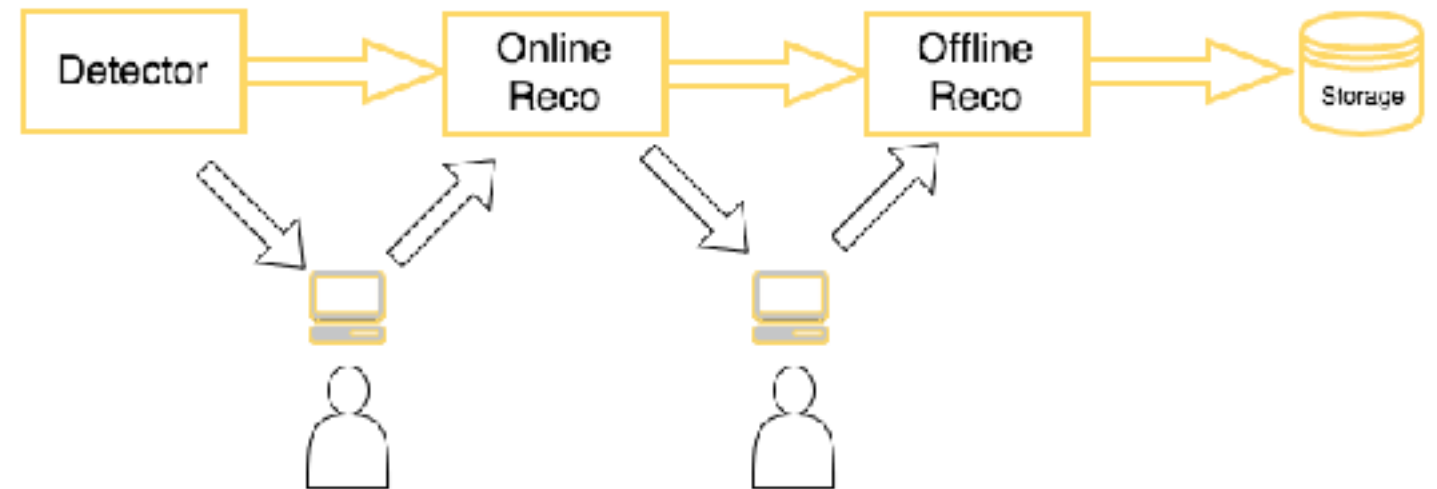 Detector
Online
Reco
Offline
Reco
Storage